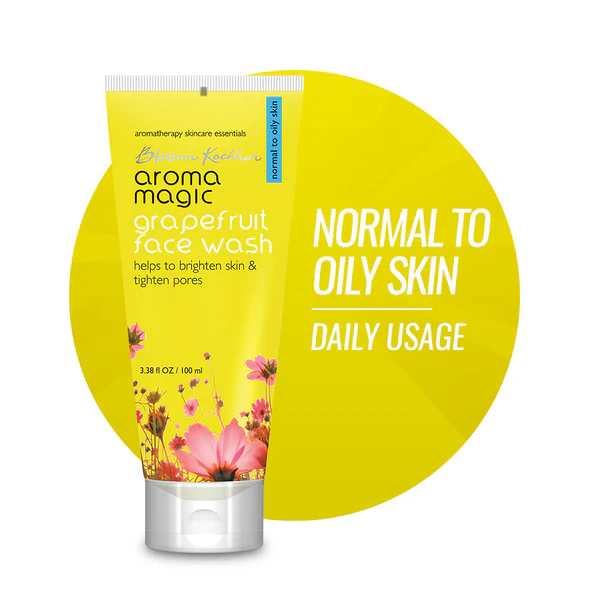 normal to oily skin
aromatherapy skincare essentials
Blossom Kochhar
aroma
magic
grapefruit
face wash
helps to brighten skin &
tighten pores
3.38 fl OZ / 100 ml
NORMAL TO
OILY SKIN
DAILY USAGE